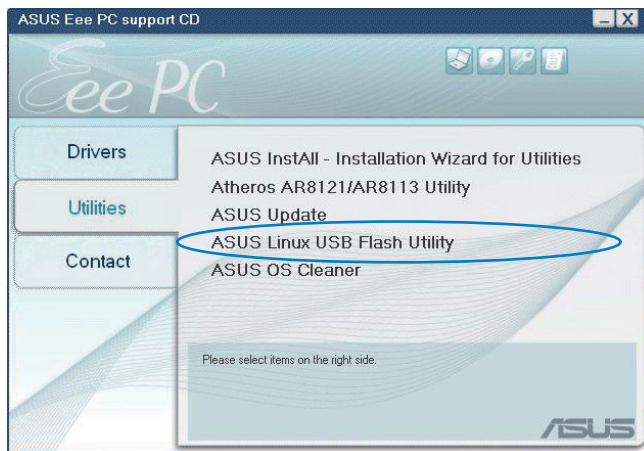 ASUS Eee PC support CD
Eee PC
Drivers
Utilities
Contact
ASUS InstAll - Installation Wizard for Utilities
Atheros AR8121/AR8113 Utility
ASUS Update
ASUS Linux USB Flash Utility
ASUS OS Cleaner
Please select items on the right side.
ASUS